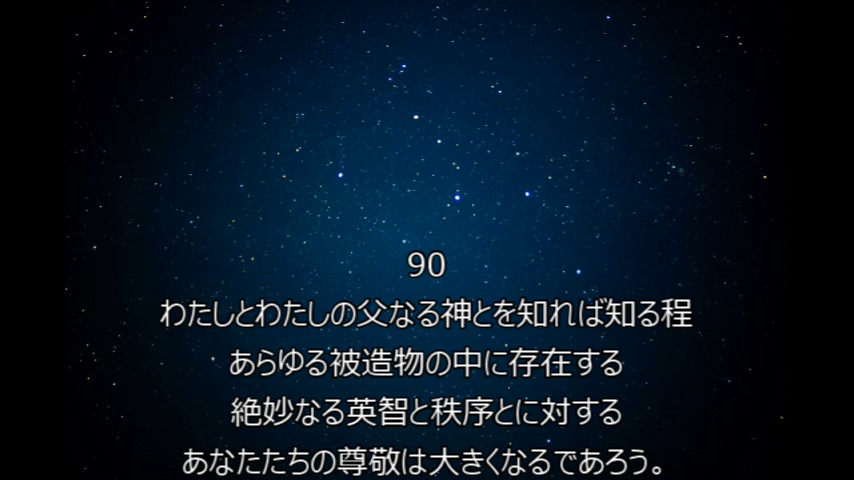 90
わたしとわたしの父なる神とを知れば知る程
あらゆる被造物の中に存在する
絶妙なる英智と秩序とに対する
あなたたちの尊敬は大きくなるであろう。